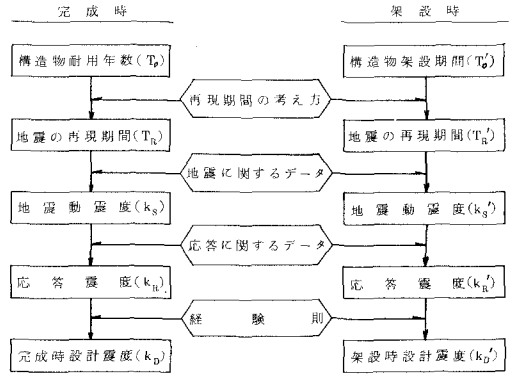 完成時
架設時
構造物耐用年数(T₀)
構造物架設期間(T₀′)
再現期間の考え方
地震の再現期間(T_R)
地震の再現期間(T_R′)
地震に関するデータ
地震動震度(k_S)
地震動震度(k_S′)
応答に関するデータ
応答震度(k_R)
応答震度(k_R′)
経験則
完成時設計震度(k_D)
架設時設計震度(k_D′)